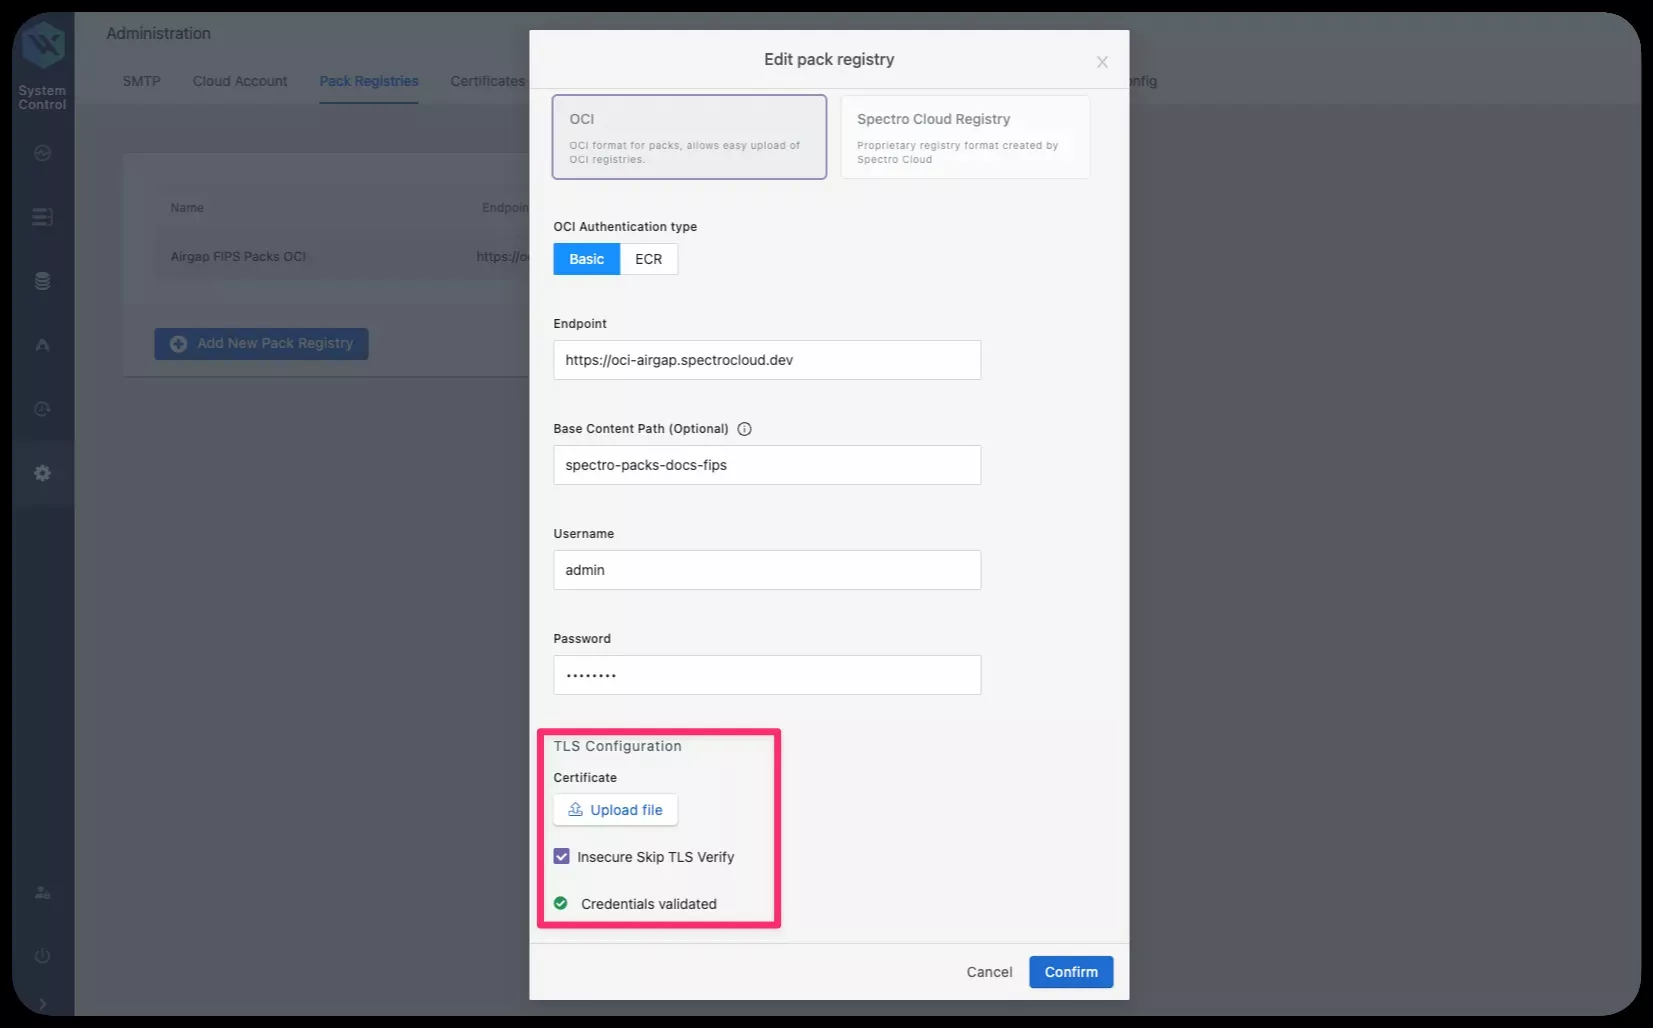 Administration
System
Control
SMTP
Cloud Account
Pack Registries
Certificates
Name
Airgap FIPS Packs OCI
Add New Pack Registry
Edit pack registry
OCI
OCI format for packs, allows easy upload of
OCI registries.
Spectro Cloud Registry
Proprietary registry format created by
Spectro Cloud
OCI Authentication type
Basic
ECR
Endpoint
https://oci-airgap.spectrocloud.dev
Base Content Path (Optional)
spectro-packs-docs-fips
Username
admin
Password
••••••••
TLS Configuration
Certificate
Upload file
Insecure Skip TLS Verify
Credentials validated
Cancel
Confirm